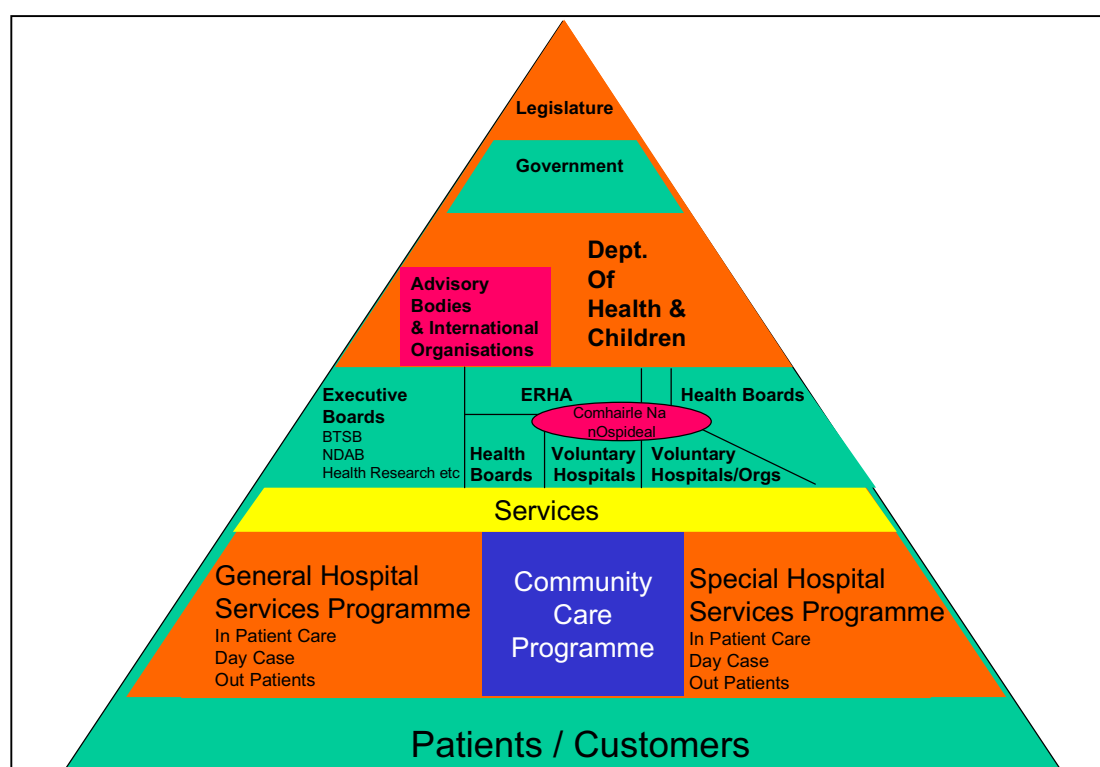 Legislature
Government
Dept.
Of
Health &
Children
Advisory
Bodies
& International
Organisations
Executive
Boards
BTSB
NDAB
Health Research etc
ERHA
Health Boards
Comhairle Na
nOspideal
Health
Boards
Voluntary
Hospitals
Voluntary
Hospitals/Orgs
Services
General Hospital
Services Programme
In Patient Care
Day Case
Out Patients
Community
Care
Programme
Special Hospital
Services Programme
In Patient Care
Day Case
Out Patients
Patients / Customers